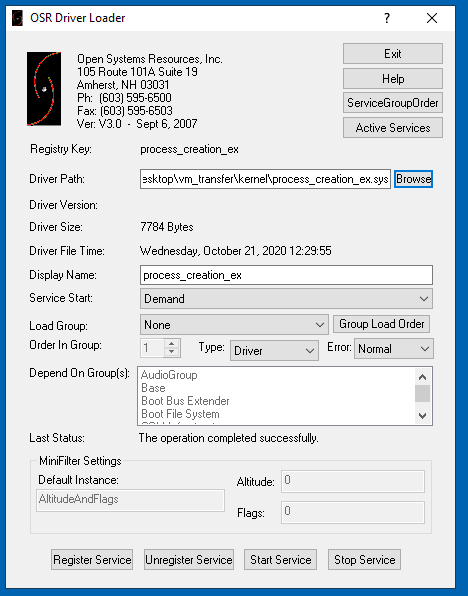 OSR Driver Loader
Open Systems Resources, Inc.
105 Route 101A Suite 19
Amherst, NH 03031
Ph: (603) 595-6500
Fax: (603) 595-6503
Ver: V3.0 - Sept 6, 2007
Exit
Help
ServiceGroupOrder
Active Services
Registry Key: process_creation_ex
Driver Path: esktop\vm_transfer\kernel\process_creation_ex.sys Browse
Driver Version:
Driver Size: 7784 Bytes
Driver File Time: Wednesday, October 21, 2020 12:29:55
Display Name: process_creation_ex
Service Start: Demand
Load Group: None Group Load Order
Order In Group: 1 Type: Driver Error: Normal
Depend On Group(s): AudioGroup
Base
Boot Bus Extender
Boot File System
Last Status: The operation completed successfully.
MiniFilter Settings
Default Instance:
AltitudeAndFlags
Altitude: 0
Flags: 0
Register Service Unregister Service Start Service Stop Service